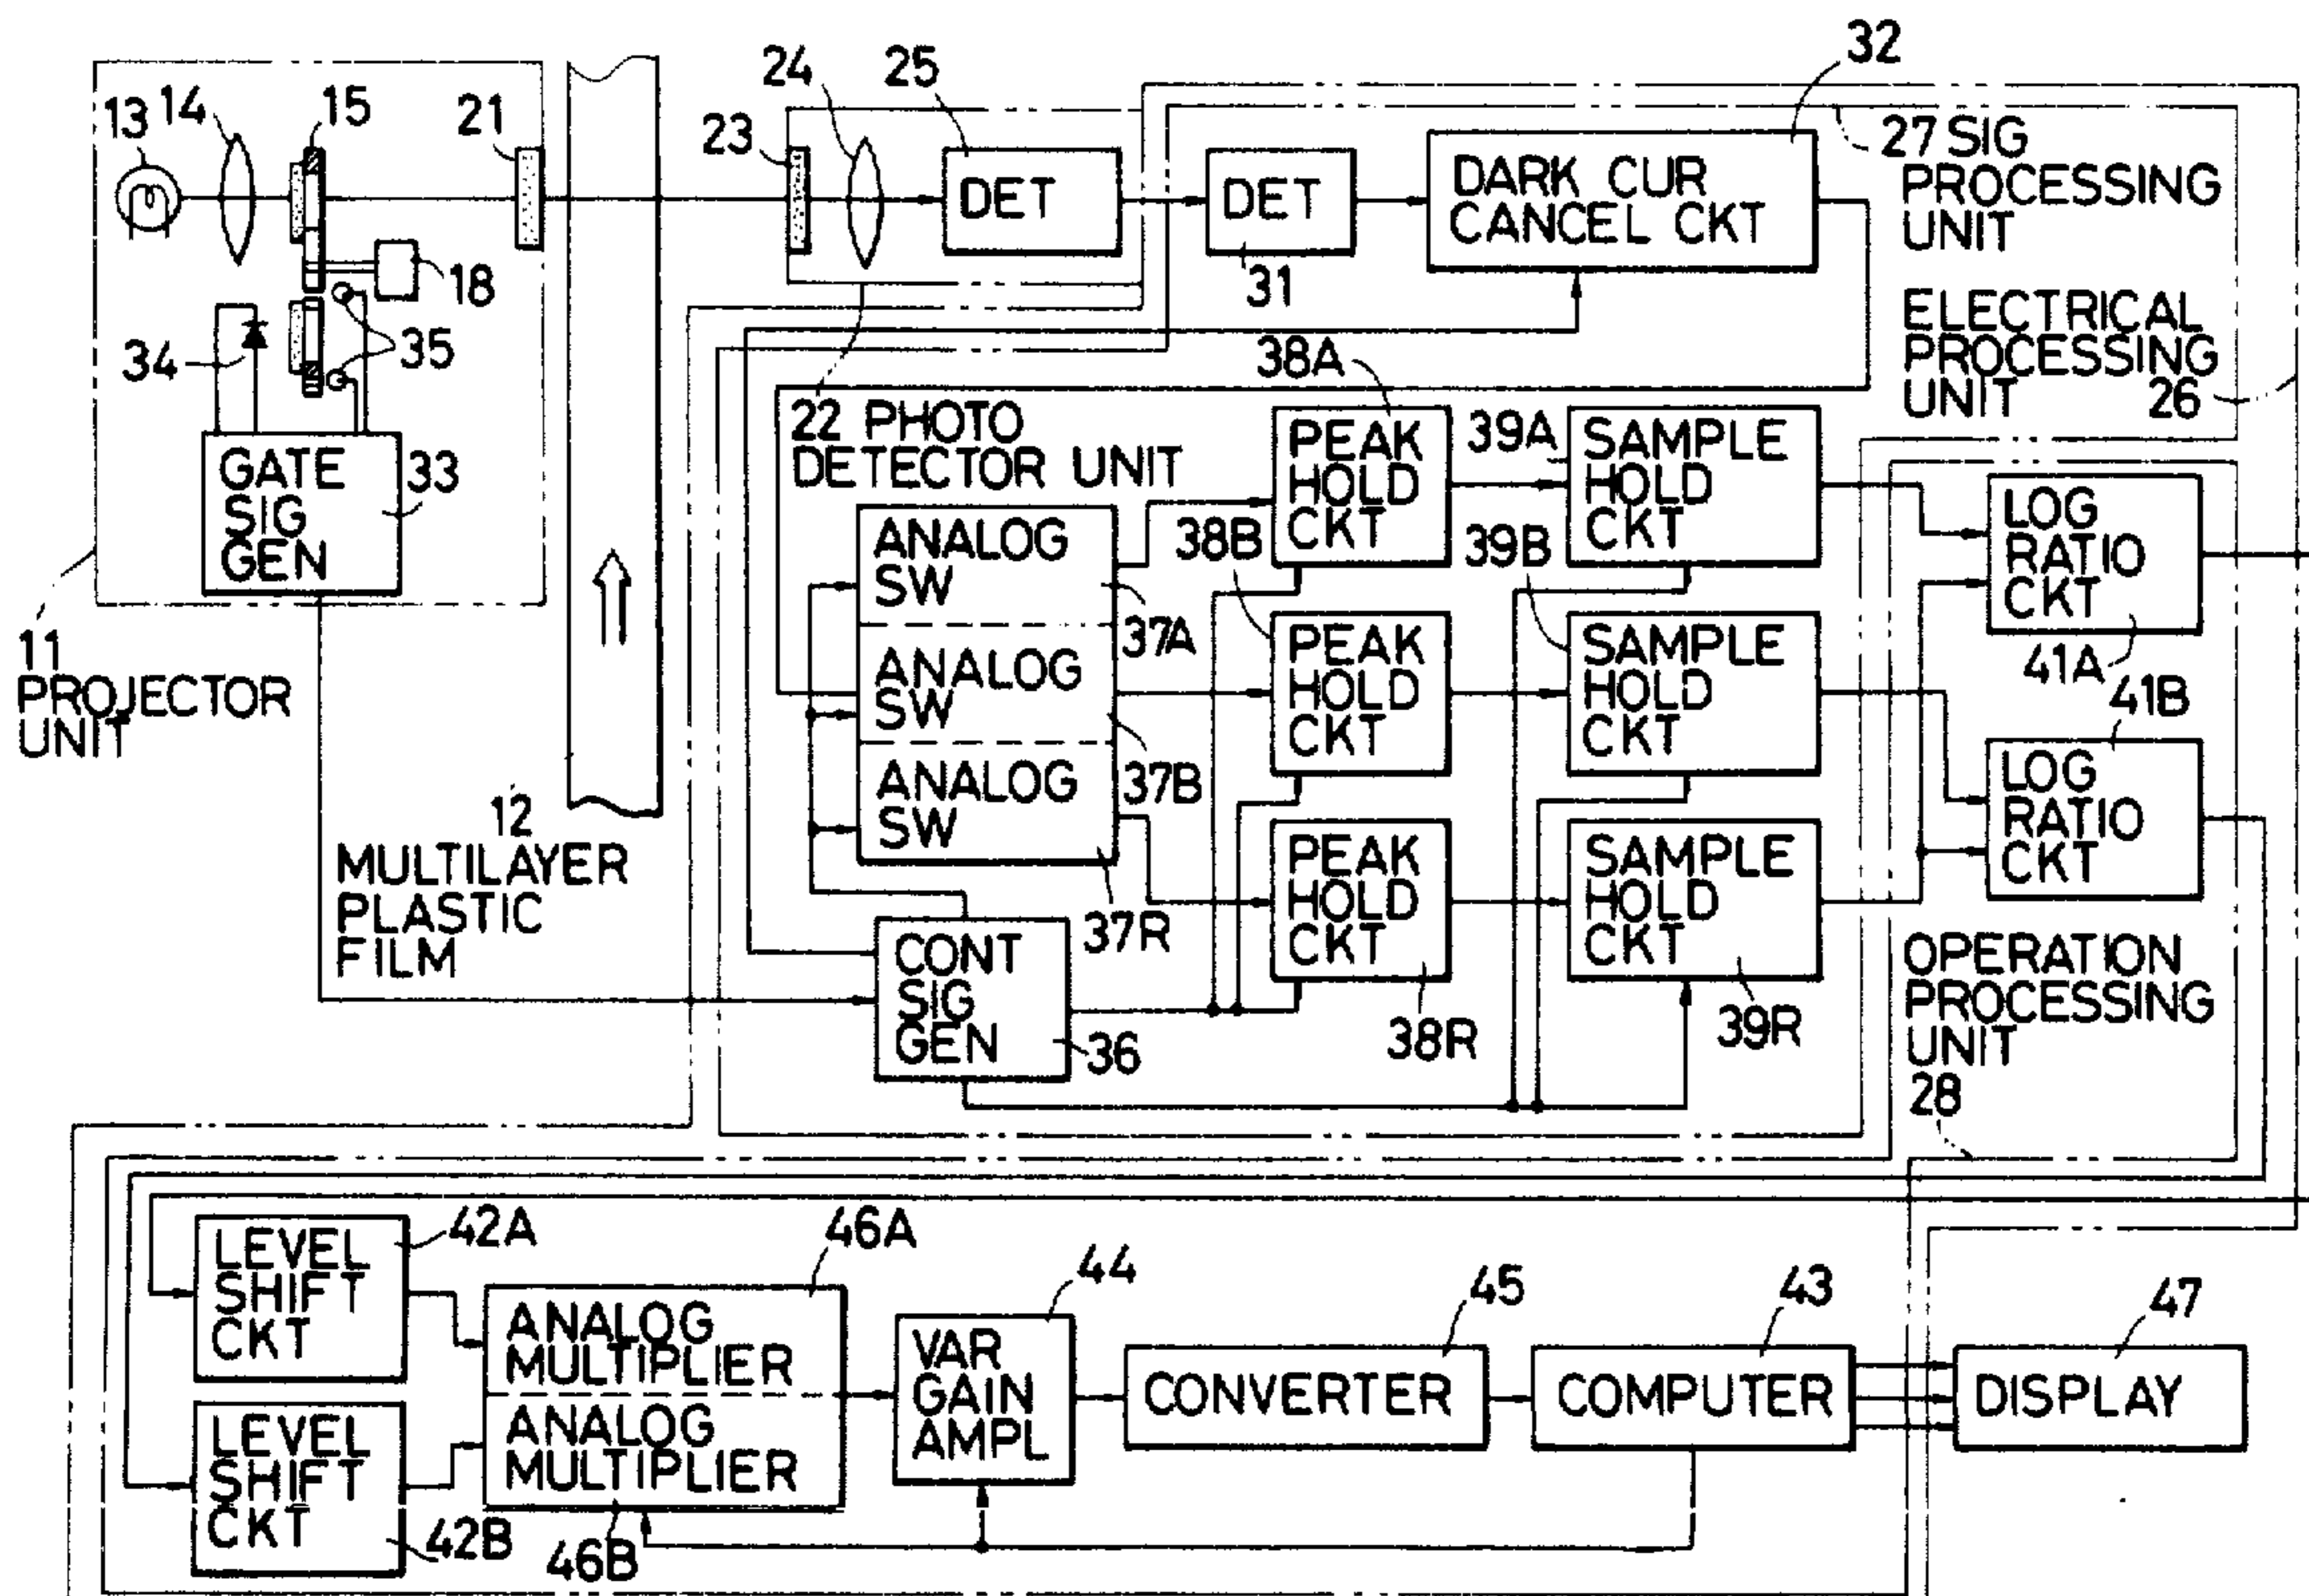 32
24
25
13
14
15
21
23
27 SIG
PROCESSING
UNIT
DET
DET
DARK CUR
CANCEL CKT
18
31
34
35
ELECTRICAL
PROCESSING
UNIT 26
38A
22 PHOTO
DETECTOR UNIT
GATE
SIG
GEN
33
PEAK
HOLD
CKT
39A
SAMPLE
HOLD
CKT
LOG
RATIO
CKT
ANALOG
SW
38B
39B
37A
11
PROJECTOR
UNIT
ANALOG
SW
PEAK
HOLD
CKT
SAMPLE
HOLD
CKT
41A
41B
37B
ANALOG
SW
LOG
RATIO
CKT
12
MULTILAYER
PLASTIC
FILM
PEAK
HOLD
CKT
SAMPLE
HOLD
CKT
37R
CONT
SIG
GEN
36
38R
39R
OPERATION
PROCESSING
UNIT
28
LEVEL
SHIFT
CKT
42A
46A
44
45
43
47
ANALOG
MULTIPLIER
VAR
GAIN
AMPL
CONVERTER
COMPUTER
DISPLAY
LEVEL
SHIFT
CKT
42B
ANALOG
MULTIPLIER
46B